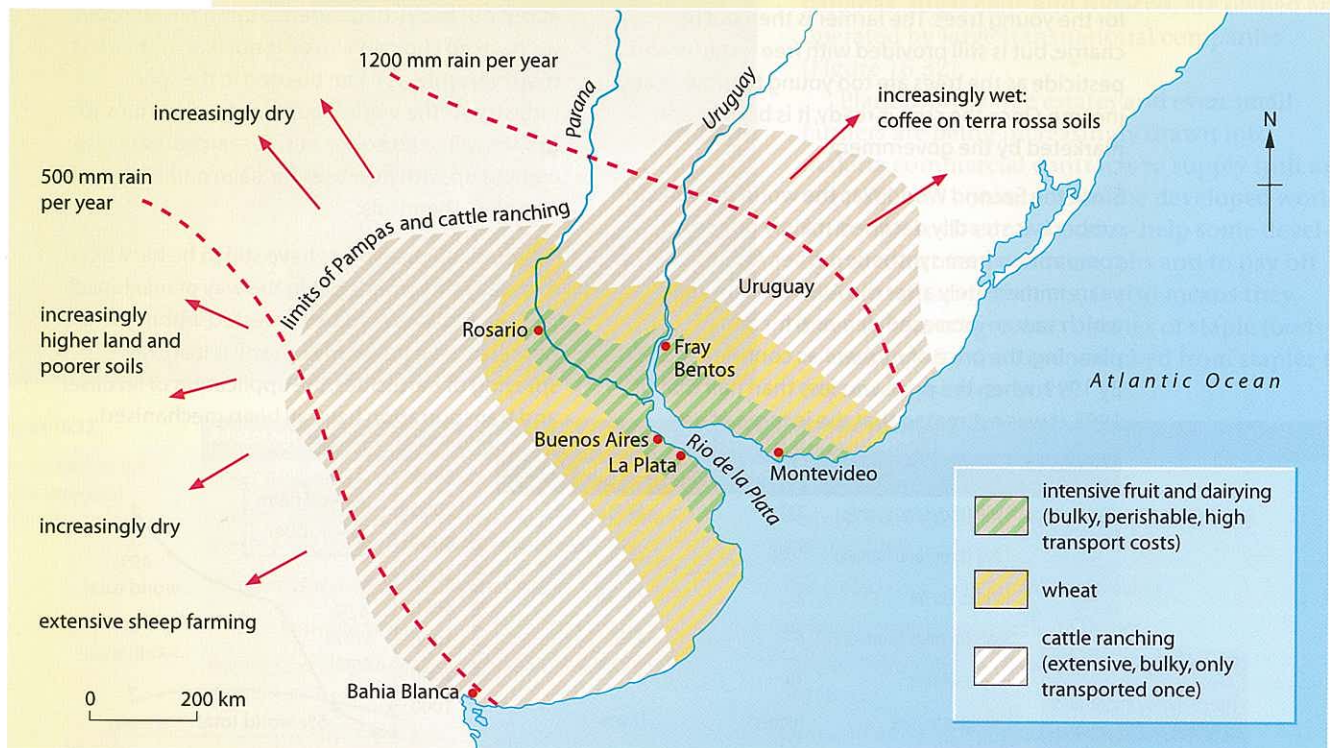 1200 mm rain per year
increasingly dry
500 mm rain
per year
Parana
Uruguay
increasingly wet:
coffee on terra rossa soils
N
limits of Pampas and cattle ranching
increasingly
higher land and
poorer soils
Rosario
Fray
Bentos
Uruguay
Atlantic Ocean
Buenos Aires
La Plata
Rio de la Plata
Montevideo
increasingly dry
extensive sheep farming
Bahia Blanca
0 200 km
intensive fruit and dairying
(bulky, perishable, high
transport costs)
wheat
cattle ranching
(extensive, bulky, only
transported once)